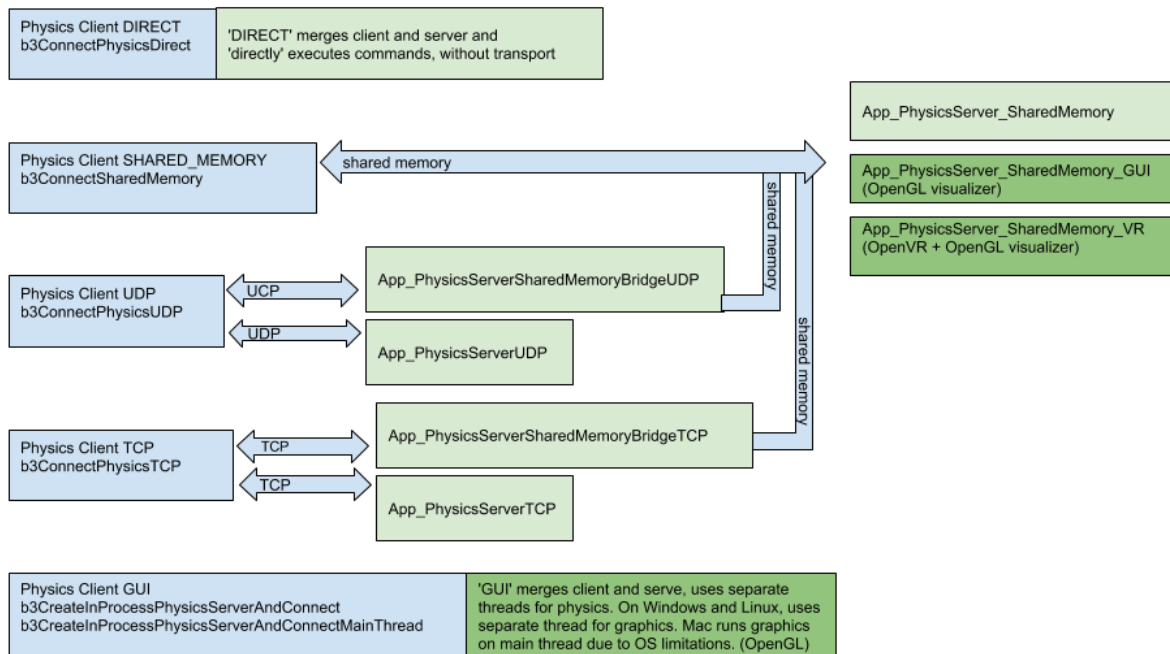 Physics Client DIRECT
b3ConnectPhysicsDirect
'DIRECT' merges client and server and
'directly' executes commands, without transport
App_PhysicsServer_SharedMemory
Physics Client SHARED_MEMORY
b3ConnectSharedMemory
shared memory
App_PhysicsServer_SharedMemory_GUI
(OpenGL visualizer)
App_PhysicsServer_SharedMemory_VR
(OpenVR + OpenGL visualizer)
shared memory
shared memory
Physics Client UDP
b3ConnectPhysicsUDP
UCP
UDP
App_PhysicsServerSharedMemoryBridgeUDP
App_PhysicsServerUDP
Physics Client TCP
b3ConnectPhysicsTCP
TCP
TCP
App_PhysicsServerSharedMemoryBridgeTCP
App_PhysicsServerTCP
Physics Client GUI
b3CreateInProcessPhysicsServerAndConnect
b3CreateInProcessPhysicsServerAndConnectMainThread
'GUI' merges client and serve, uses separate
threads for physics. On Windows and Linux, uses
separate thread for graphics. Mac runs graphics
on main thread due to OS limitations. (OpenGL)